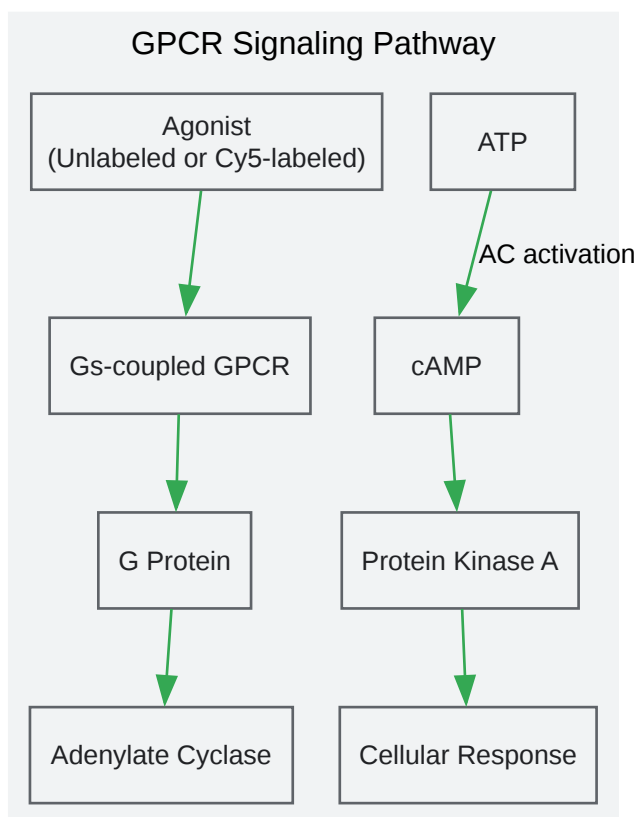 GPCR Signaling Pathway
Agonist
(Unlabeled or Cy5-labeled)
ATP
AC activation
Gs-coupled GPCR
cAMP
G Protein
Protein Kinase A
Adenylate Cyclase
Cellular Response